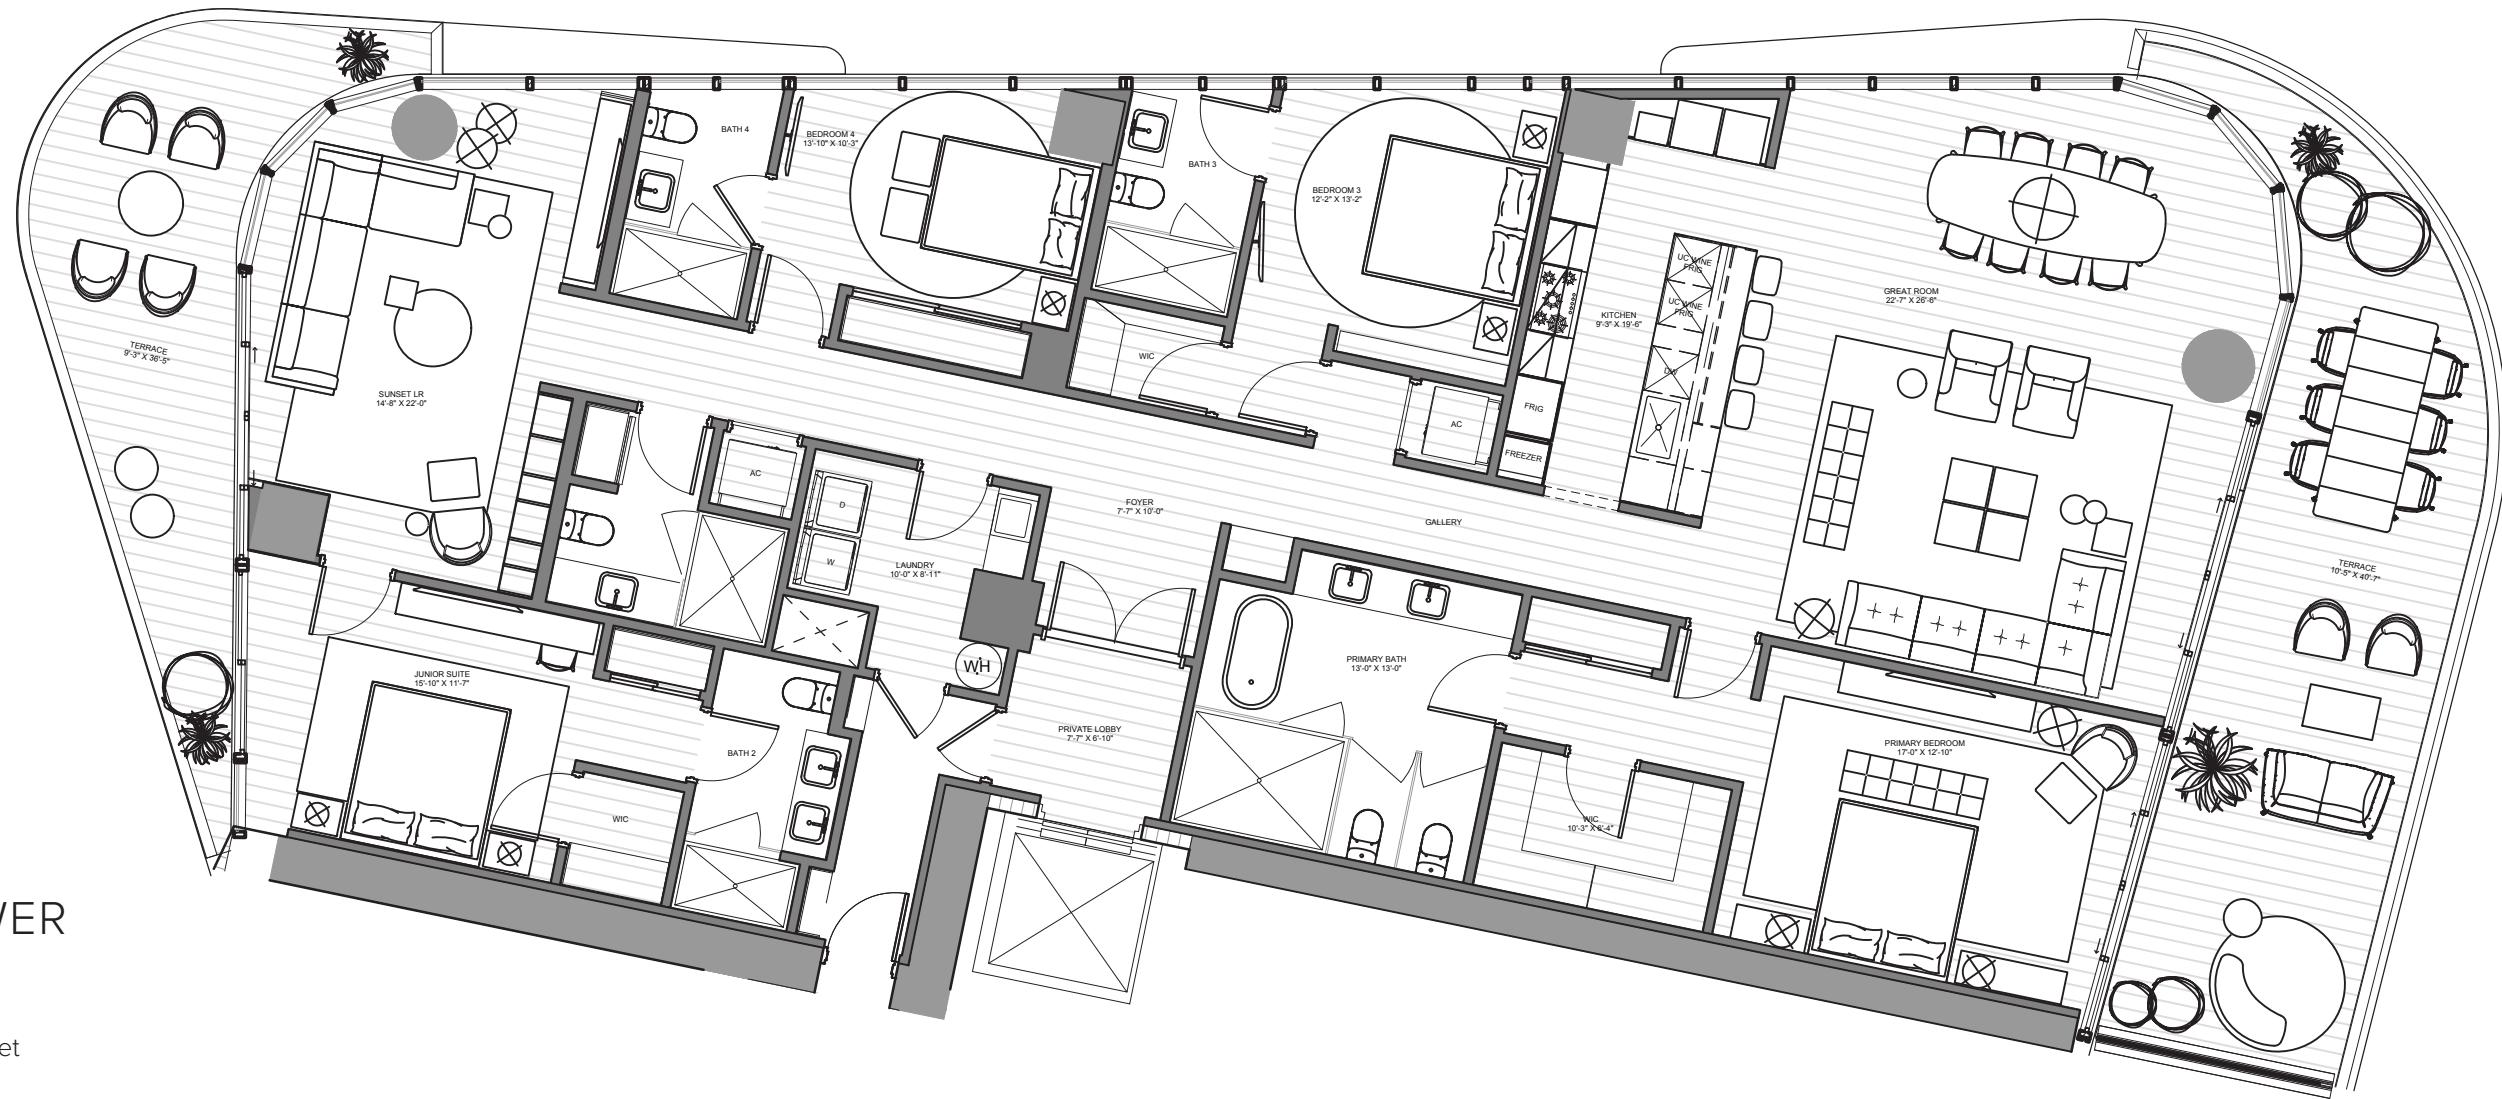 BATH 4
BEDROOM 4
13'-10" X 10'-3"
BATH 3
BEDROOM 3
12'-2" X 13'-2"
UC WINE
FRIG
UC WINE
FRIG
DW
KITCHEN
9'-3" X 19'-6"
GREAT ROOM
22'-7" X 26'-6"
TERRACE
9'-3" X 36'-5"
SUNSET LR
14'-8" X 22'-0"
WIC
FRIG
FREEZER
AC
AC
D
W
LAUNDRY
10'-0" X 8'-11"
FOYER
7'-7" X 10'-0"
GALLERY
TERRACE
10'-5" X 40'-7"
WH
JUNIOR SUITE
15'-10" X 11'-7"
BATH 2
PRIVATE LOBBY
7'-7" X 6'-10"
PRIMARY BATH
13'-0" X 13'-0"
PRIMARY BEDROOM
17'-0" X 12'-10"
WIC
WIC
10'-3" X 8'-4"
WER
et